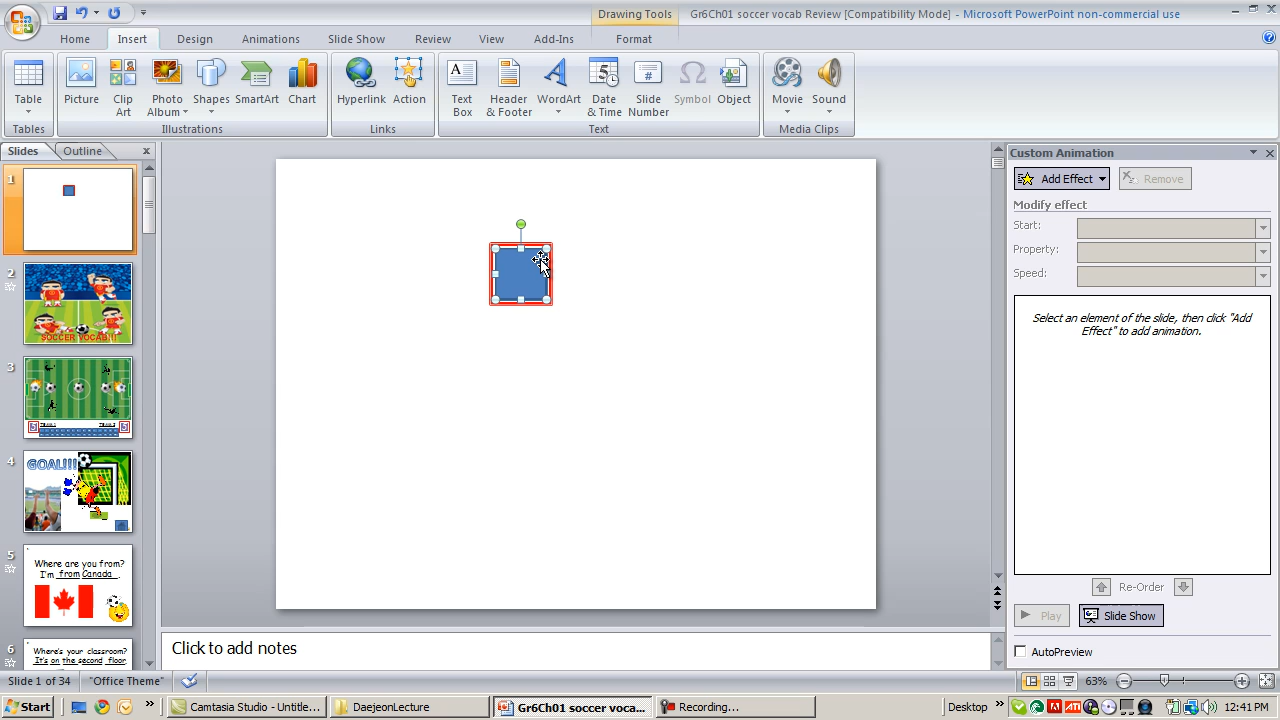 Drawing Tools
Gr6Ch01 soccer vocab Review [Compatibility Mode] - Microsoft PowerPoint non-commercial use
Home Insert Design Animations Slide Show Review View Add-Ins Format
Table Picture Clip Art Photo Album Shapes SmartArt Chart Hyperlink Action Text Box Header & Footer WordArt Date & Time Slide Number Symbol Object Movie Sound
Tables Illustrations Links Text Media Clips
Slides Outline
Custom Animation
Add Effect Remove
Modify effect
Start:
Property:
Speed:
Select an element of the slide, then click "Add
Effect" to add animation.
1
2
SOCCER VOCAB!!!
3
4
GOAL!!!
5
Where are you from?
I'm from Canada.
6
Where's your classroom?
It's on the second floor
Re-Order
Play Slide Show
AutoPreview
Click to add notes
Slide 1 of 34 "Office Theme" 63%
Start Camtasia Studio - Untitle... DaejeonLecture Gr6Ch01 soccer voca... Recording... Desktop 12:41 PM